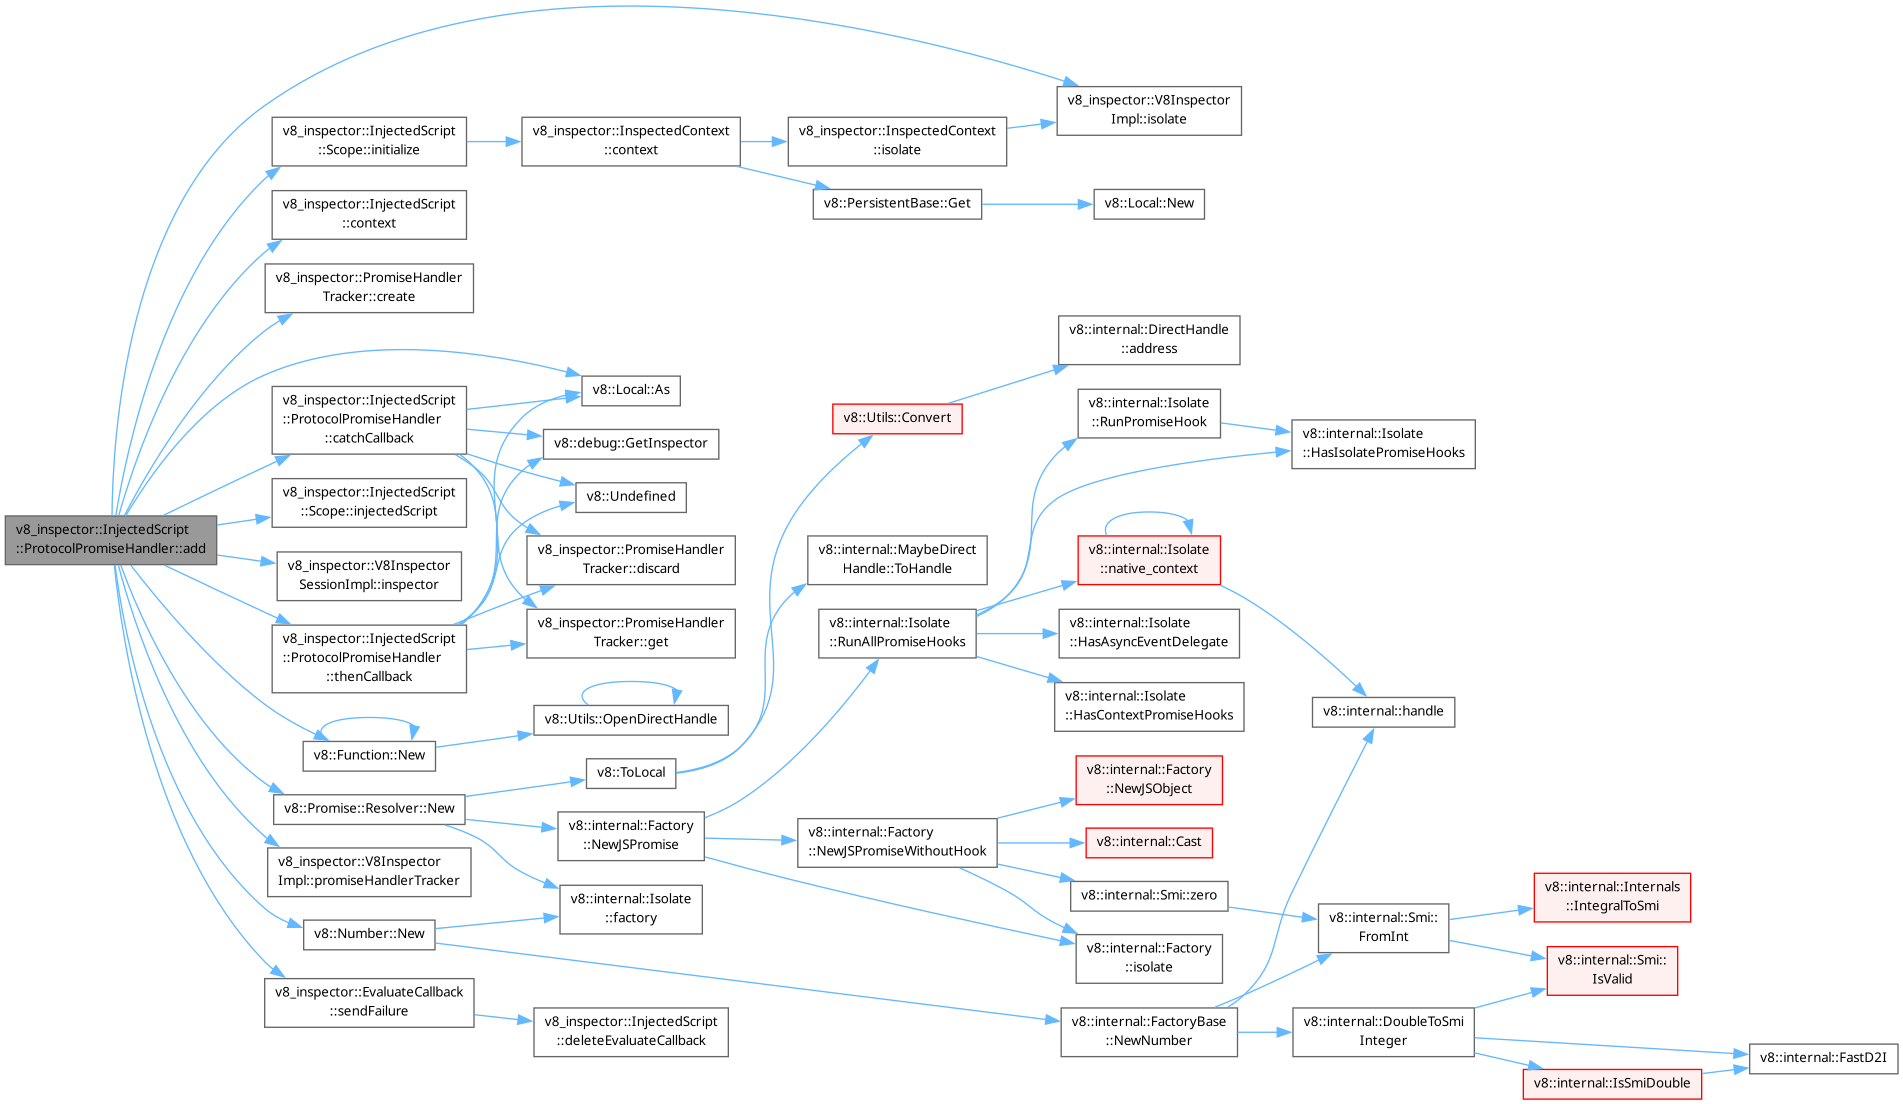 v8_inspector::InjectedScript
::ProtocolPromiseHandler::add
v8_inspector::V8Inspector
Impl::isolate
v8_inspector::InjectedScript
::Scope::initialize
v8_inspector::InspectedContext
::context
v8_inspector::InspectedContext
::isolate
v8::PersistentBase::Get
v8::Local::New
v8_inspector::InjectedScript
::context
v8_inspector::PromiseHandler
Tracker::create
v8::Local::As
v8_inspector::InjectedScript
::ProtocolPromiseHandler
::catchCallback
v8::debug::GetInspector
v8::Undefined
v8_inspector::PromiseHandler
Tracker::discard
v8_inspector::PromiseHandler
Tracker::get
v8_inspector::InjectedScript
::Scope::injectedScript
v8_inspector::V8Inspector
SessionImpl::inspector
v8_inspector::InjectedScript
::ProtocolPromiseHandler
::thenCallback
v8::Function::New
v8::Utils::OpenDirectHandle
v8::Promise::Resolver::New
v8::ToLocal
v8::Utils::Convert
v8::internal::DirectHandle
::address
v8::internal::MaybeDirect
Handle::ToHandle
v8::internal::Factory
::NewJSPromise
v8::internal::Isolate
::RunAllPromiseHooks
v8::internal::Isolate
::RunPromiseHook
v8::internal::Isolate
::HasIsolatePromiseHooks
v8::internal::Isolate
::native_context
v8::internal::Isolate
::HasAsyncEventDelegate
v8::internal::Isolate
::HasContextPromiseHooks
v8::internal::handle
v8::internal::Factory
::NewJSPromiseWithoutHook
v8::internal::Factory
::NewJSObject
v8::internal::Cast
v8::internal::Smi::zero
v8::internal::Factory
::isolate
v8::internal::Smi::
FromInt
v8::internal::Internals
::IntegralToSmi
v8::internal::Smi::
IsValid
v8_inspector::V8Inspector
Impl::promiseHandlerTracker
v8::internal::Isolate
::factory
v8::Number::New
v8::internal::FactoryBase
::NewNumber
v8::internal::DoubleToSmi
Integer
v8::internal::IsSmiDouble
v8::internal::FastD2I
v8_inspector::EvaluateCallback
::sendFailure
v8_inspector::InjectedScript
::deleteEvaluateCallback